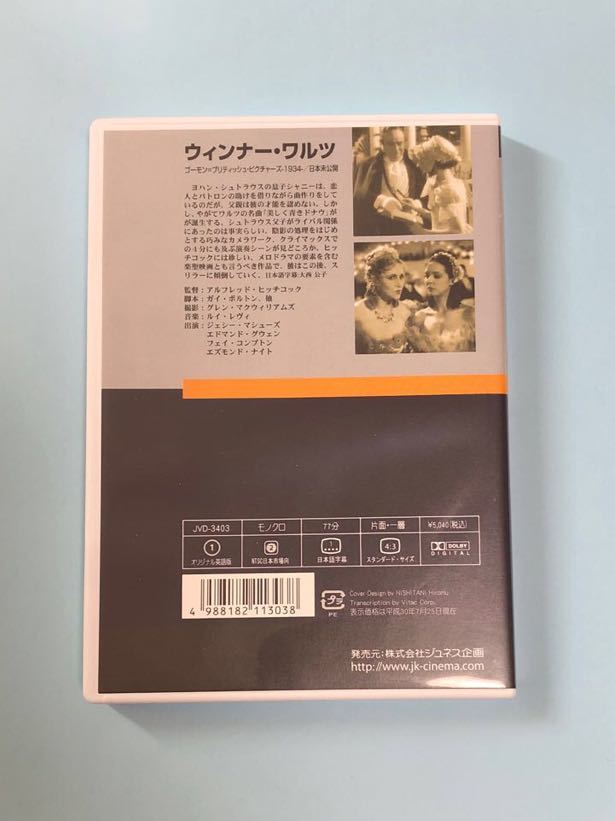 ウィンナー・ワルツ
ゴーモン=ブリティッシュ・ピクチャーズ-1934-/日本未公開
ヨハン・シュトラウスの息子シャニーは、恋
人とパトロンの助けを借りながら曲作りをして
いるのだが、父親は彼の才能を認めない。しか
し、やがてワルツの名曲「美しく青きドナウ」が
が誕生する。シュトラウス父子がライバル関係
にあったのは事実らしい。陰影の処理をはじめ
とする巧みなカメラワーク、クライマックスで
の4分にも及ぶ演奏シーンが見どころか。ヒッ
チコックには珍しい、メロドラマの要素を含む
楽聖映画とも言うべき作品で、彼はこの後、ス
リラーに傾倒していく。日本語字幕:大西 公子
監督:アルフレッド・ヒッチコック
脚本:ガイ・ボルトン、他
撮影:グレン・マクウィリアムズ
音楽:ルイ・レヴィ
出演:ジェシー・マシューズ
エドマンド・グウェン
フェイ・コンプトン
エズモンド・ナイト
JVD-3403 モノクロ 77分 片面・一層 ¥5,040(税込)
1 2 1 4:3 DOLBY DIGITAL
オリジナル英語版 NTSC日本市場向 日本語字幕 スタンダード・サイズ
4 988182 113038
PE
Cover Design by NISHITANI Hiromu
Transcription by Vitac Corp.
表示価格は平成30年7月25日現在
発売元:株式会社ジュネス企画
http://www.jk-cinema.com/